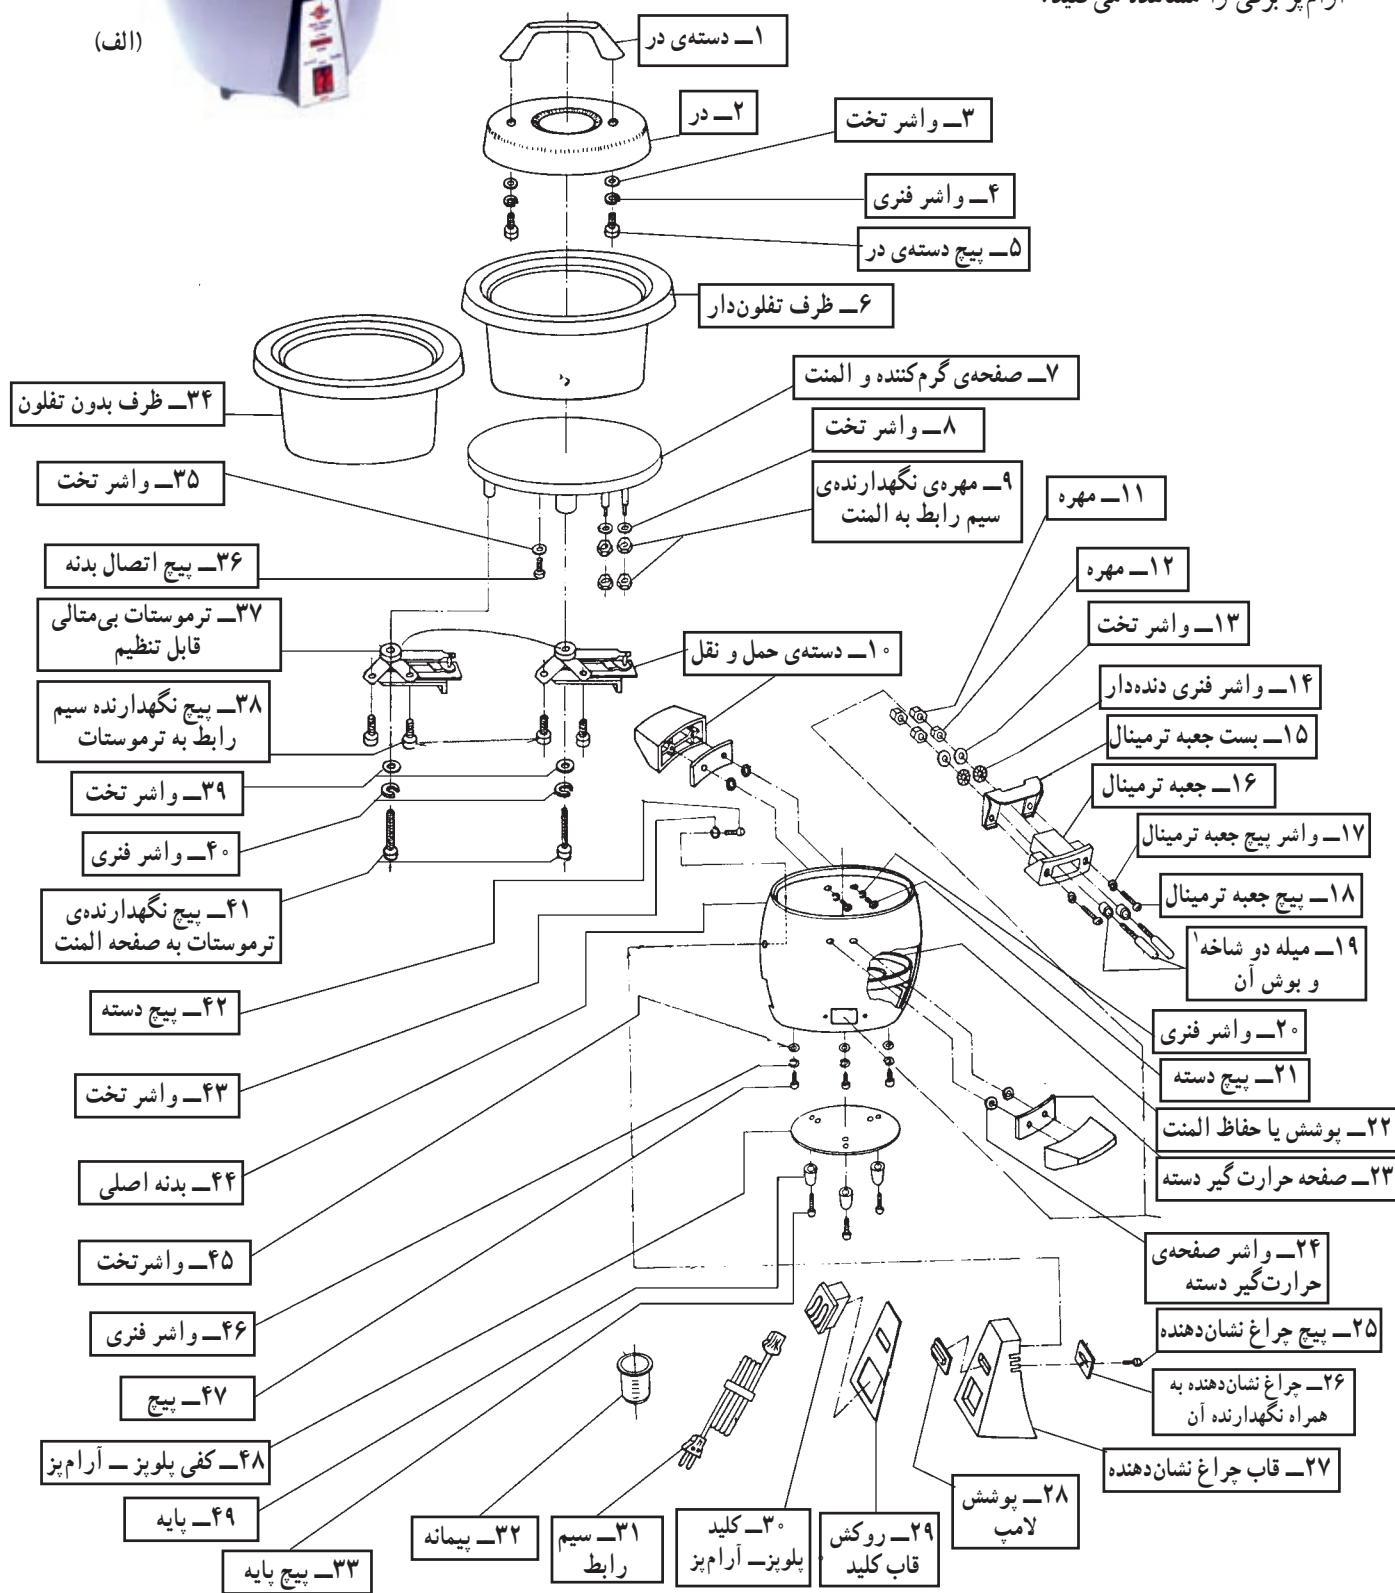 آرام‌پز برقی را مشاهده می‌کنید.
(الف)
۱ــ دسته‌ی در
۲ــ در
۳ــ واشر تخت
۴ــ واشر فنری
۵ــ پیچ دسته‌ی در
۶ــ ظرف تفلون‌دار
۷ــ صفحه‌ی گرم‌کننده و المنت
۸ــ واشر تخت
۹ــ مهره‌ی نگهدارنده‌ی
سیم رابط به المنت
۱۰ــ دسته‌ی حمل و نقل
۱۱ــ مهره
۱۲ــ مهره
۱۳ــ واشر تخت
۱۴ــ واشر فنری دنده‌دار
۱۵ــ بست جعبه ترمینال
۱۶ــ جعبه ترمینال
۱۷ــ واشر پیچ جعبه ترمینال
۱۸ــ پیچ جعبه ترمینال
۱۹ــ میله دو شاخه۱
و بوش آن
۲۰ــ واشر فنری
۲۱ــ پیچ دسته
۲۲ــ پوشش یا حفاظ المنت
۲۳ــ صفحه حرارت گیر دسته
۲۴ــ واشر صفحه‌ی
حرارت‌گیر دسته
۲۵ــ پیچ چراغ نشان‌دهنده
۲۶ــ چراغ نشان‌دهنده به
همراه نگهدارنده آن
۲۷ــ قاب چراغ نشان‌دهنده
۲۸ــ پوشش
لامپ
۲۹ــ روکش
قاب کلید
۳۰ــ کلید
پلوپز ــ آرام‌پز
۳۱ــ سیم
رابط
۳۲ــ پیمانه
۳۳ــ پیچ پایه
۳۴ــ ظرف بدون تفلون
۳۵ــ واشر تخت
۳۶ــ پیچ اتصال بدنه
۳۷ــ ترموستات بی‌متالی
قابل تنظیم
۳۸ــ پیچ نگهدارنده سیم
رابط به ترموستات
۳۹ــ واشر تخت
۴۰ــ واشر فنری
۴۱ــ پیچ نگهدارنده‌ی
ترموستات به صفحه المنت
۴۲ــ پیچ دسته
۴۳ــ واشر تخت
۴۴ــ بدنه اصلی
۴۵ــ واشرتخت
۴۶ــ واشر فنری
۴۷ــ پیچ
۴۸ــ کفی پلوپز ــ آرام‌پز
۴۹ــ پایه